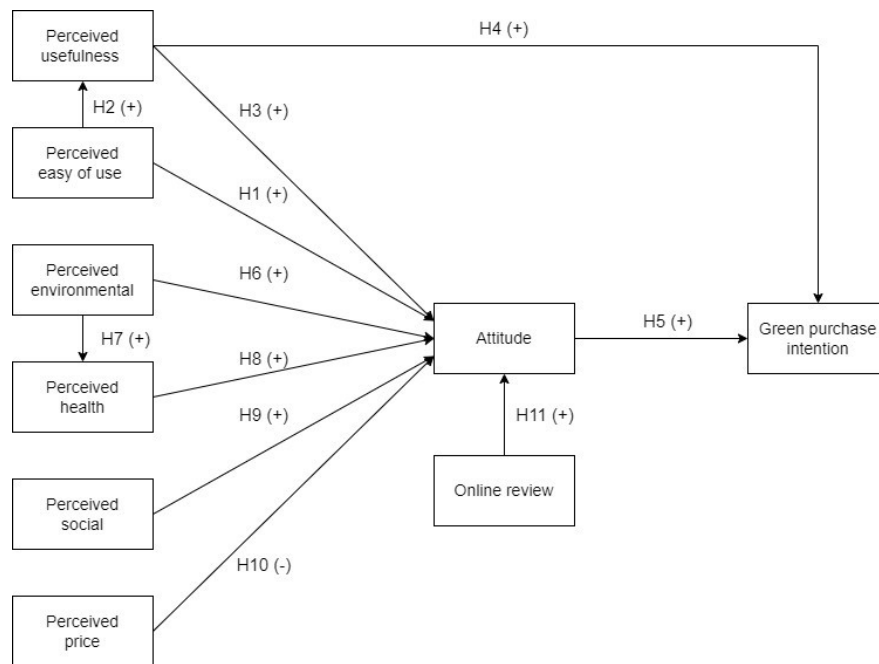 Perceived
usefulness
H4 (+)
H2 (+)
H3 (+)
Perceived
easy of use
H1 (+)
Perceived
environmental
H6 (+)
H7 (+)
Attitude
H5 (+)
Green purchase
intention
Perceived
health
H8 (+)
H9 (+)
H11 (+)
Online review
Perceived
social
H10 (-)
Perceived
price